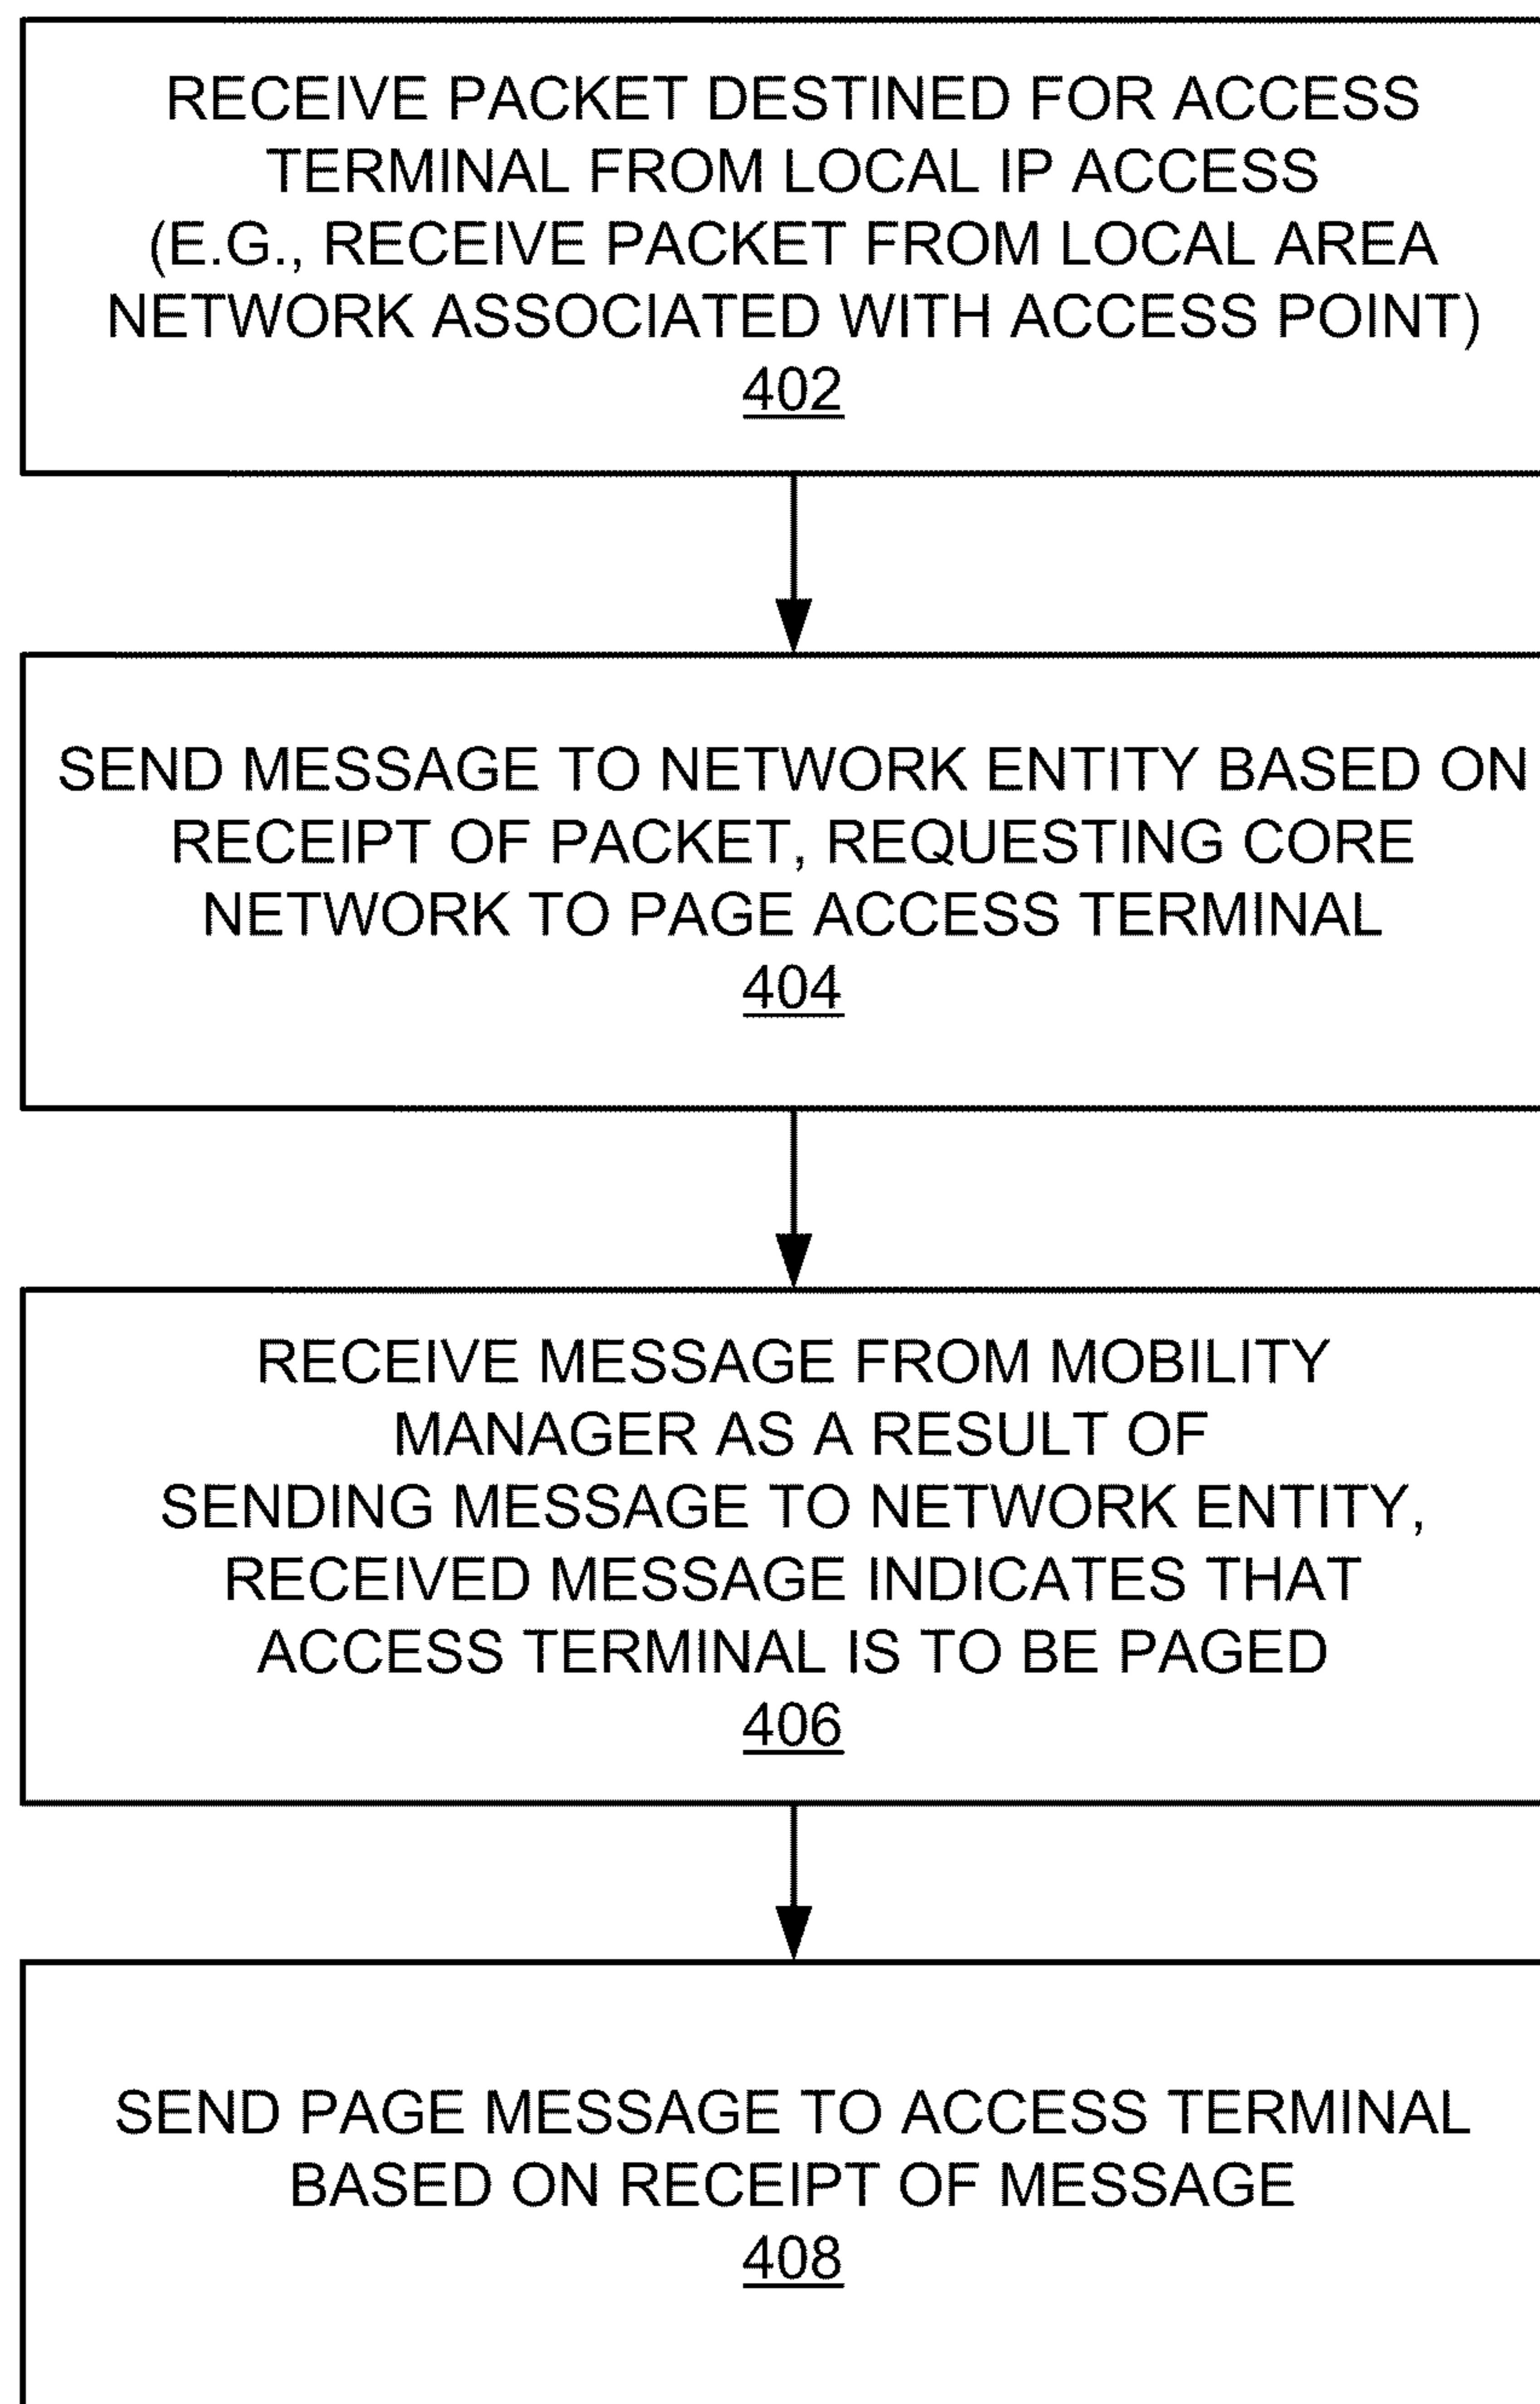 RECEIVE PACKET DESTINED FOR ACCESS
TERMINAL FROM LOCAL IP ACCESS
(E.G., RECEIVE PACKET FROM LOCAL AREA
NETWORK ASSOCIATED WITH ACCESS POINT)
402
SEND MESSAGE TO NETWORK ENTITY BASED ON
RECEIPT OF PACKET, REQUESTING CORE
NETWORK TO PAGE ACCESS TERMINAL
404
RECEIVE MESSAGE FROM MOBILITY
MANAGER AS A RESULT OF
SENDING MESSAGE TO NETWORK ENTITY,
RECEIVED MESSAGE INDICATES THAT
ACCESS TERMINAL IS TO BE PAGED
406
SEND PAGE MESSAGE TO ACCESS TERMINAL
BASED ON RECEIPT OF MESSAGE
408